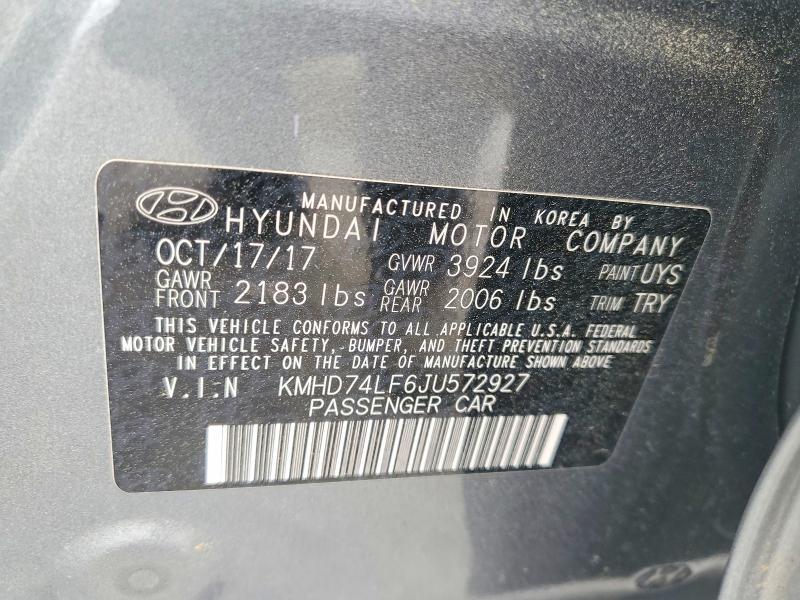 MANUFACTURED IN KOREA BY
HYUNDAI MOTOR COMPANY
OCT/17/17 GVWR 3924 lbs PAINT UYS
GAWR FRONT 2183 lbs GAWR REAR 2006 lbs TRIM TRY
THIS VEHICLE CONFORMS TO ALL APPLICABLE U.S.A. FEDERAL
MOTOR VEHICLE SAFETY, BUMPER, AND THEFT PREVENTION STANDARDS
IN EFFECT ON THE DATE OF MANUFACTURE SHOWN ABOVE
V.I.N KMHD74LF6JU572927
PASSENGER CAR